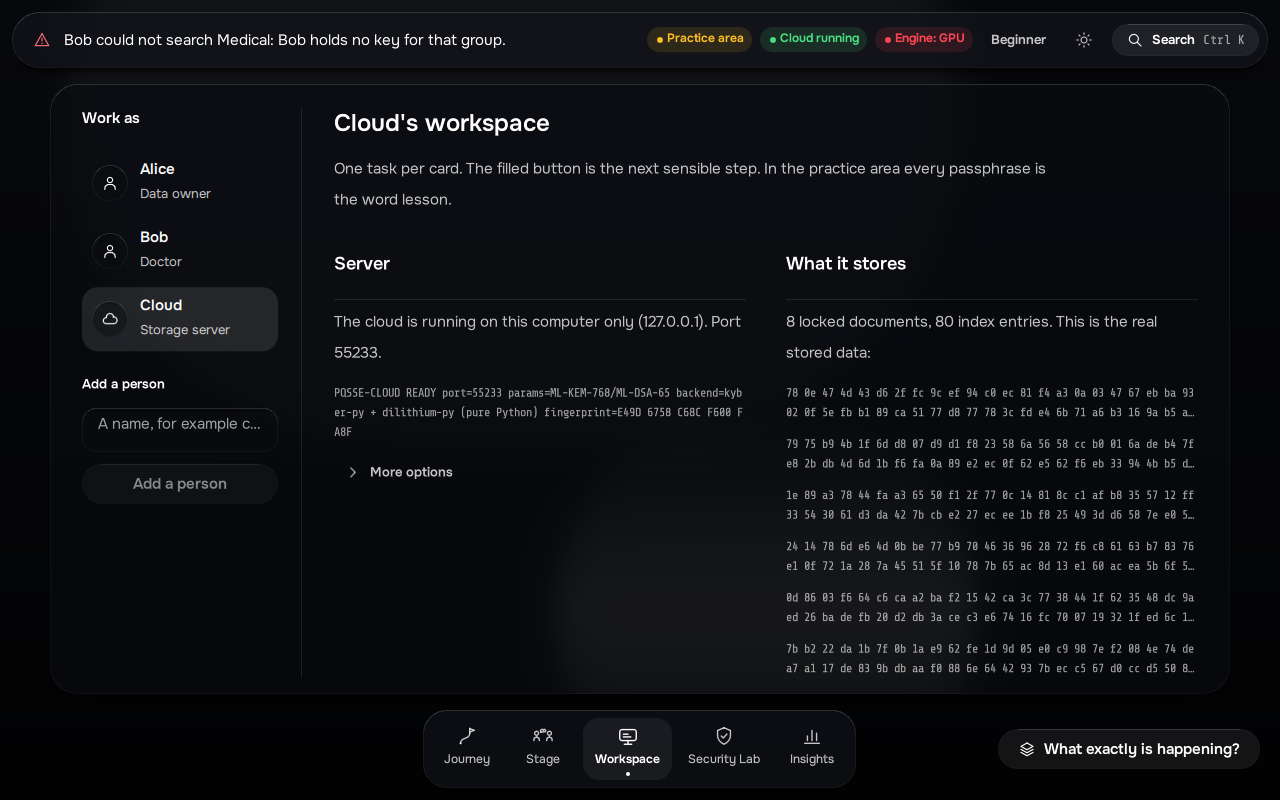 Bob could not search Medical: Bob holds no key for that group.
Practice area
Cloud running
Engine: GPU
Beginner
Search Ctrl K
Work as
Alice
Data owner
Bob
Doctor
Cloud
Storage server
Add a person
A name, for example c...
Add a person
Cloud's workspace
One task per card. The filled button is the next sensible step. In the practice area every passphrase is
the word lesson.
Server
The cloud is running on this computer only (127.0.0.1). Port
55233.
PQSSE-CLOUD READY port=55233 params=ML-KEM-768/ML-DSA-65 backend=kyb
er-py + dilithium-py (pure Python) fingerprint=E49D 6758 C68C F600 F
A8F
More options
What it stores
8 locked documents, 80 index entries. This is the real
stored data:
78 0e 47 4d 43 d6 2f fc 9c ef 94 c0 ec 81 f4 a3 0a 03 47 67 eb ba 93
02 0f 5e fb b1 89 ca 51 77 d8 77 78 3c fd e4 6b 71 a6 b3 16 9a b5 a…
79 75 b9 4b 1f 6d d8 07 d9 d1 f8 23 58 6a 56 58 cc b0 01 6a de b4 7f
e8 2b db 4d 6d 1b f6 fa 0a 89 e2 ec 0f 62 e5 62 f6 eb 33 94 4b b5 d…
1e 89 a3 78 44 fa a3 65 50 f1 2f 77 0c 14 81 8c c1 af b8 35 57 12 ff
33 54 30 61 d3 da 42 7b cb e2 27 ec ee 1b f8 25 49 3d d6 58 7e e0 5…
24 14 78 6d e6 4d 0b be 77 b9 70 46 36 96 28 72 f6 c8 61 63 b7 83 76
e1 0f 72 1a 28 7a 45 51 5f 10 78 7b 65 ac 8d 13 e1 60 ac ea 5b 6f 5…
0d 86 03 f6 64 c6 ca a2 ba f2 15 42 ca 3c 77 38 44 1f 62 35 48 dc 9a
ed 26 ba de fb 20 d2 db 3a ce c3 e6 74 16 fc 70 07 19 32 1f ed 6c 1…
7b b2 22 da 1b 7f 0b 1a e9 62 fe 1d 9d 05 e0 c9 98 7e f2 08 4e 74 de
a7 a1 17 de 83 9b db aa f0 88 6e 64 42 93 7b ec c5 67 d0 cc d5 50 8…
Journey
Stage
Workspace
Security Lab
Insights
What exactly is happening?